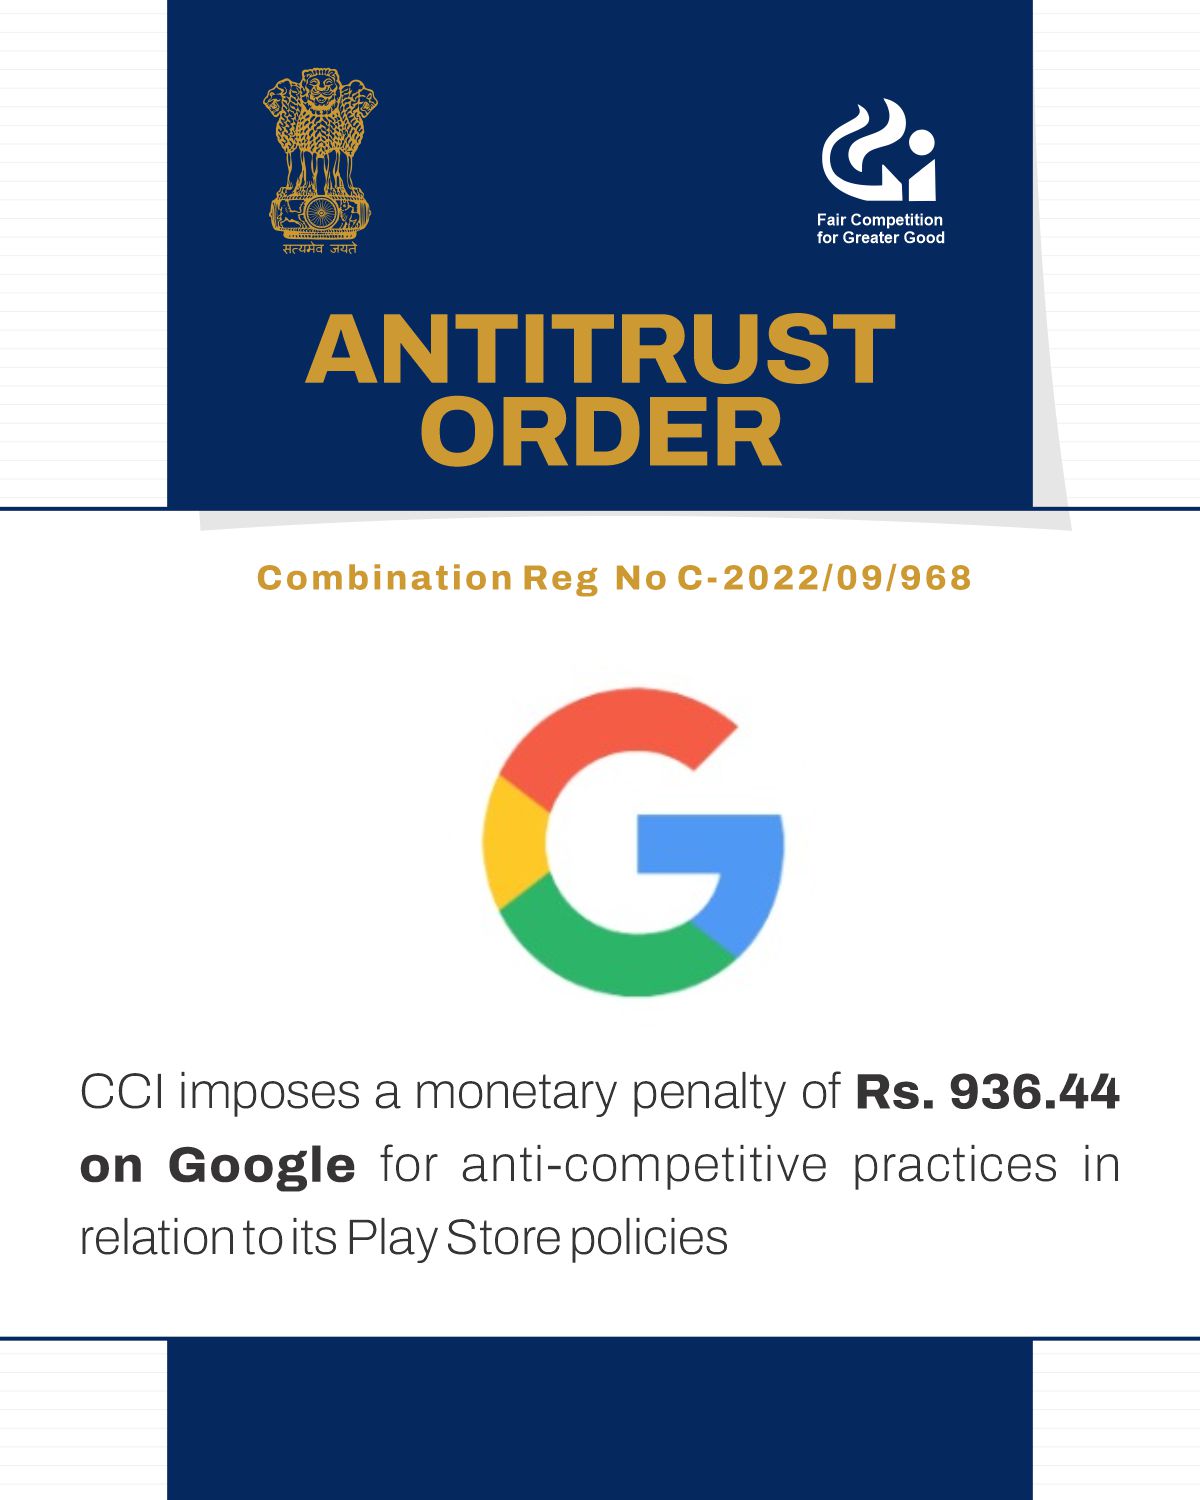 सत्यमेव जयते
Fair Competition
for Greater Good
ANTITRUST
ORDER
Combination Reg No C-2022/09/968
CCI imposes a monetary penalty of Rs. 936.44
on Google for anti-competitive practices in
relation to its Play Store policies